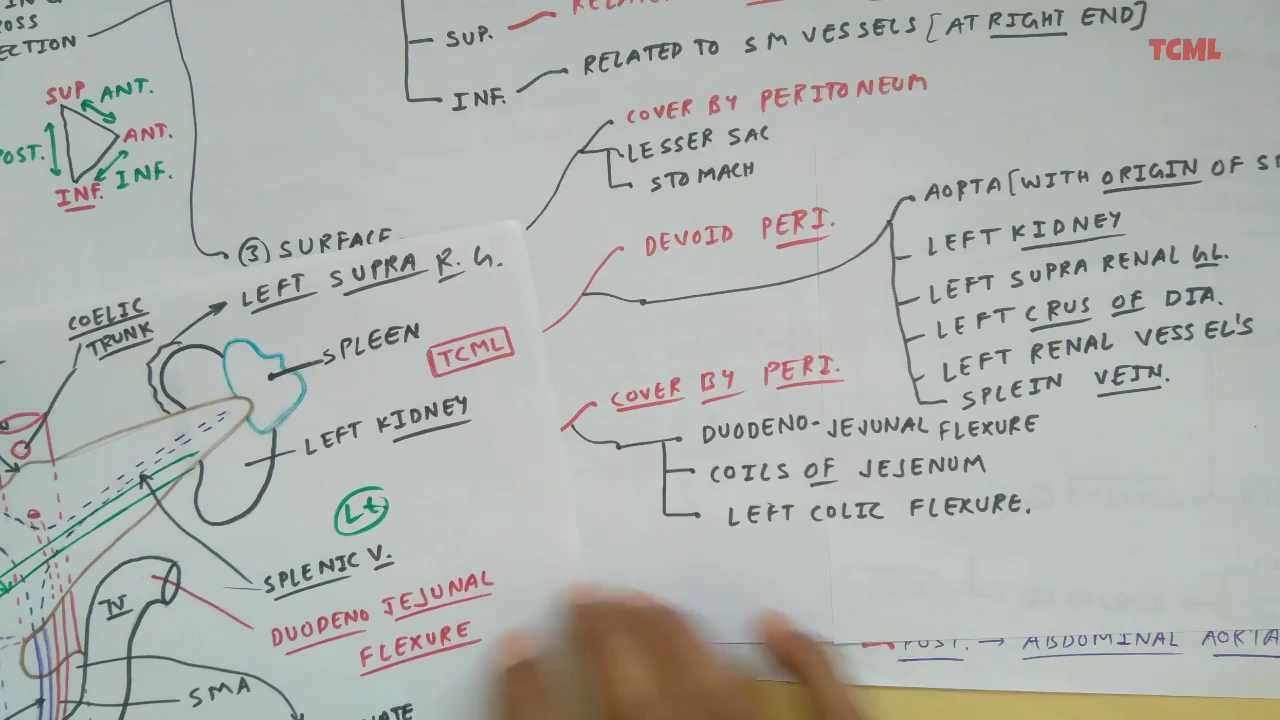 OSS
ECTION
SUP.
RELATED TO SM VESSELS [AT RIGHT END]
INF.
TCML
SUP
ANT.
ANT.
POST.
INF.
INF.
COVER BY PERITONEUM
LESSER SAC
STOMACH
③ SURFACE
DEVOID PERI.
AORTA [WITH ORIGIN OF
LEFT KIDNEY
LEFT SUPRA RENAL GL.
LEFT CRUS OF DIA.
LEFT RENAL VESSEL'S
SPLEIN VEIN.
COVER BY PERI.
DUODENO-JEJUNAL FLEXURE
COILS OF JEJENUM
LEFT COLIC FLEXURE.
LEFT SUPRA R. G.
COELIC
TRUNK
SPLEEN
TCML
LEFT KIDNEY
Lt
SPLENIC V.
DUODENO JEJUNAL
FLEXURE
IV
SMA
POST. → ABDOMINAL AORTA